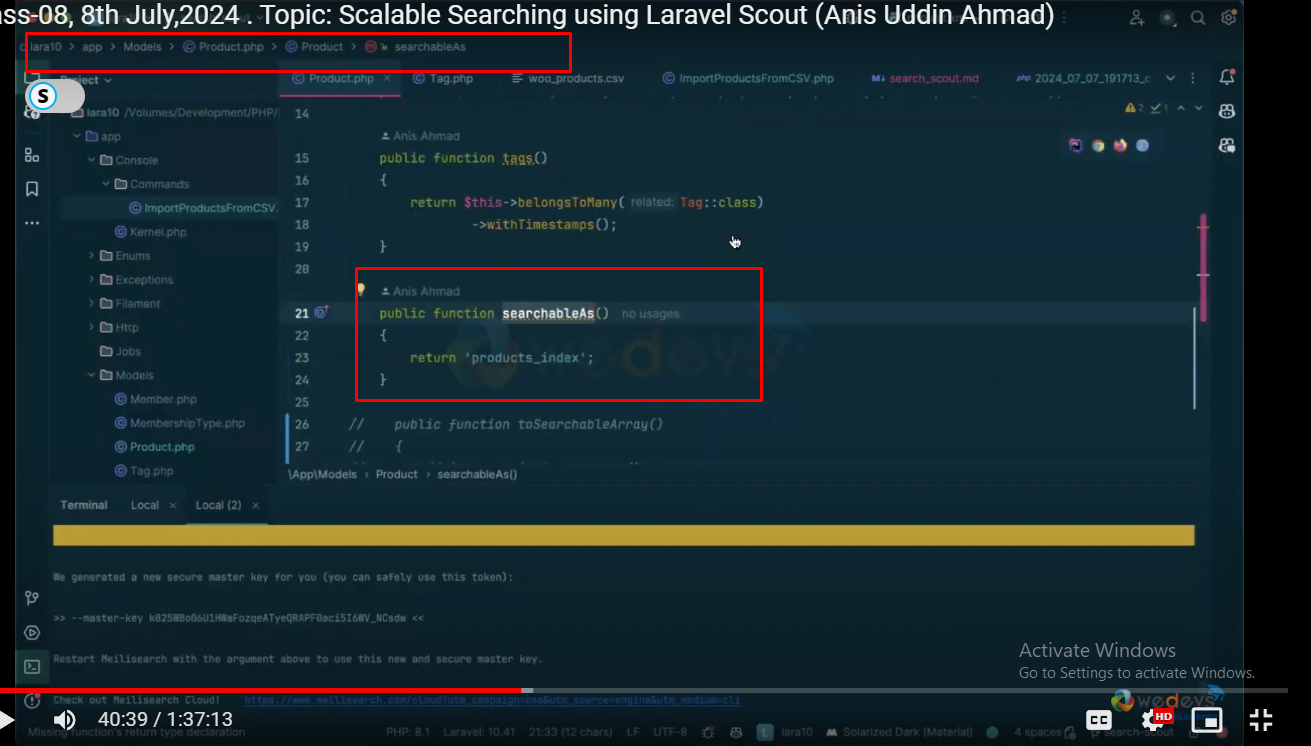 ass-08, 8th July,2024 . Topic: Scalable Searching using Laravel Scout (Anis Uddin Ahmad)
lara10 > app > Models > Product.php > Product > searchableAs
Project
Product.php × Tag.php woo_products.csv ImportProductsFromCSV.php search_scout.md 2024_07_07_191713_c
S
lara10 /Volumes/Development/PHP/
app
Console
Commands
ImportProductsFromCSV.
Kernel.php
Enums
Exceptions
Filament
Http
Jobs
Models
Member.php
MembershipType.php
Product.php
Tag.php
2 1
14
Anis Ahmad
15 public function tags()
16 {
17 return $this->belongsToMany( related: Tag::class)
18 ->withTimestamps();
19 }
20
Anis Ahmad
21 public function searchableAs() no usages
22 {
23 return 'products_index';
24 }
25
26 // public function toSearchableArray()
27 // {
\App\Models > Product > searchableAs()
wedevs
Terminal Local × Local (2) ×
We generated a new secure master key for you (you can safely use this token):
>> --master-key <<
Restart Meilisearch with the argument above to use this new and secure master key.
Activate Windows
Go to Settings to activate Windows.
Check out Meilisearch Cloud! https://www.meilisearch.com/cloud?utm_campaign=oss&utm_source=engine&utm_medium=cli
wedevs
40:39 / 1:37:13
CC HD
Missing function's return type declaration PHP: 8.1 Laravel: 10.41 21:33 (12 chars) LF UTF-8 L lara10 Solarized Dark (Material) 4 spaces search-scout